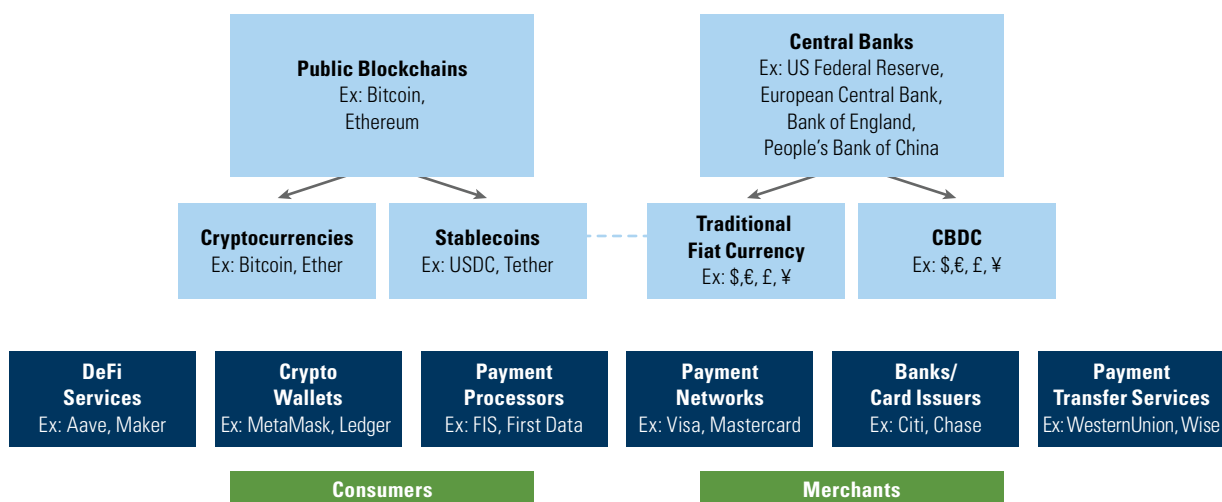 Public Blockchains
Ex: Bitcoin,
Ethereum
Central Banks
Ex: US Federal Reserve,
European Central Bank,
Bank of England,
People’s Bank of China
Cryptocurrencies
Ex: Bitcoin, Ether
Stablecoins
Ex: USDC, Tether
Traditional
Fiat Currency
Ex: $,€, £, ¥
CBDC
Ex: $,€, £, ¥
DeFi
Services
Ex: Aave, Maker
Crypto
Wallets
Ex: MetaMask, Ledger
Payment
Processors
Ex: FIS, First Data
Payment
Networks
Ex: Visa, Mastercard
Banks/
Card Issuers
Ex: Citi, Chase
Payment
Transfer Services
Ex: WesternUnion, Wise
Consumers
Merchants